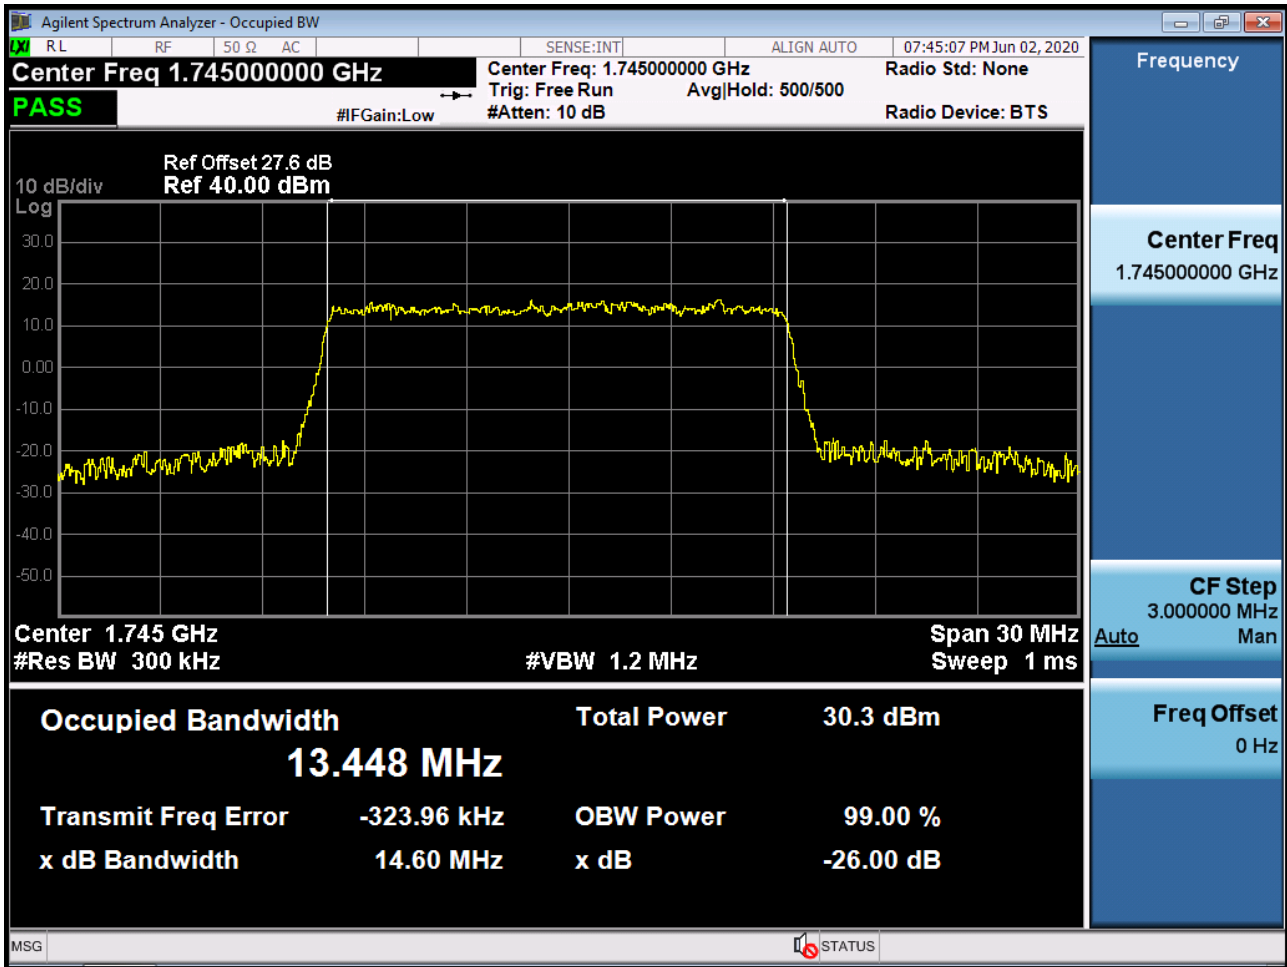 Agilent Spectrum Analyzer - Occupied BW
LXI RL RF 50 Ω AC SENSE:INT ALIGN AUTO 07:45:07 PM Jun 02, 2020
Center Freq 1.745000000 GHz
Center Freq: 1.745000000 GHz
Radio Std: None
Trig: Free Run Avg|Hold: 500/500
PASS
#IFGain:Low
#Atten: 10 dB
Radio Device: BTS
Ref Offset 27.6 dB
10 dB/div Ref 40.00 dBm
Log
30.0
20.0
10.0
0.00
-10.0
-20.0
-30.0
-40.0
-50.0
Center 1.745 GHz
Span 30 MHz
#Res BW 300 kHz
#VBW 1.2 MHz
Sweep 1 ms
Occupied Bandwidth
13.448 MHz
Total Power 30.3 dBm
Transmit Freq Error -323.96 kHz
OBW Power 99.00 %
x dB Bandwidth 14.60 MHz
x dB -26.00 dB
Frequency
Center Freq
1.745000000 GHz
CF Step
3.000000 MHz
Auto Man
Freq Offset
0 Hz
MSG STATUS